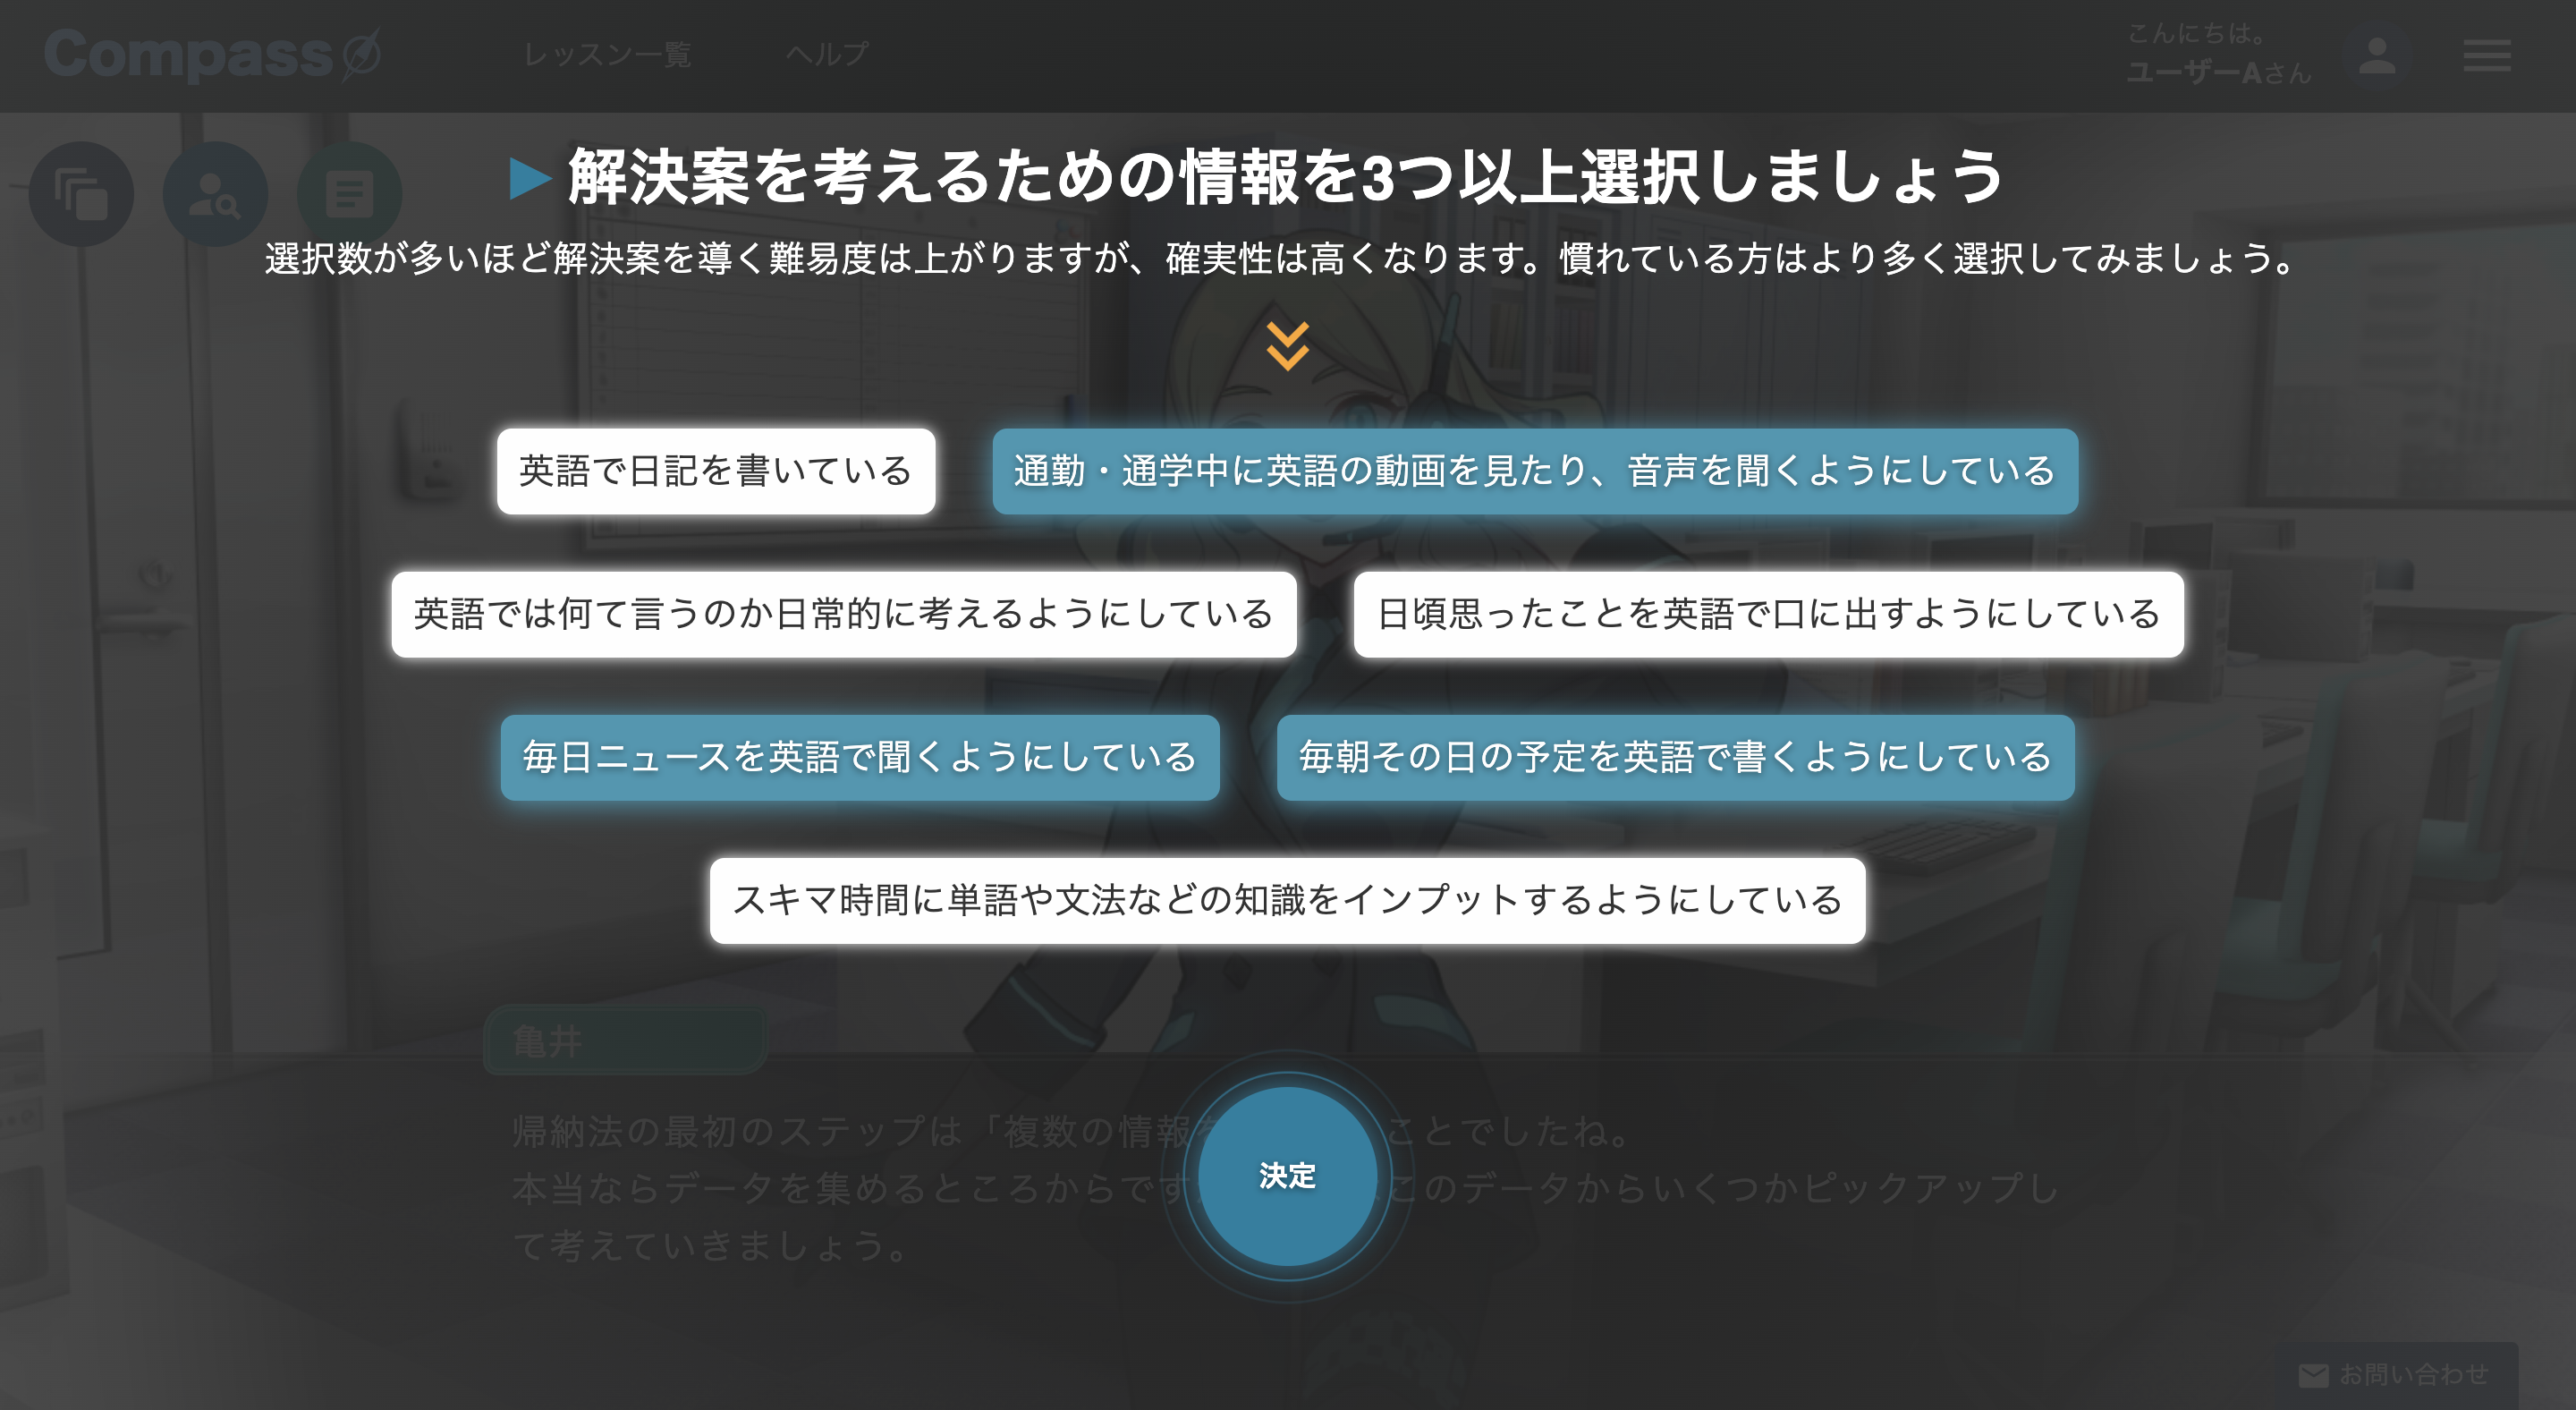 Compass
レッスン一覧
ヘルプ
こんにちは。
ユーザーAさん
解決案を考えるための情報を3つ以上選択しましょう
選択数が多いほど解決案を導く難易度は上がりますが、確実性は高くなります。慣れている方はより多く選択してみましょう。
英語で日記を書いている
通勤・通学中に英語の動画を見たり、音声を聞くようにしている
英語では何て言うのか日常的に考えるようにしている
日頃思ったことを英語で口に出すようにしている
毎日ニュースを英語で聞くようにしている
毎朝その日の予定を英語で書くようにしている
スキマ時間に単語や文法などの知識をインプットするようにしている
亀井
帰納法の最初のステップは「複数の情報 ことでしたね。
本当ならデータを集めるところからです このデータからいくつかピックアップし
て考えていきましょう。
決定
お問い合わせ